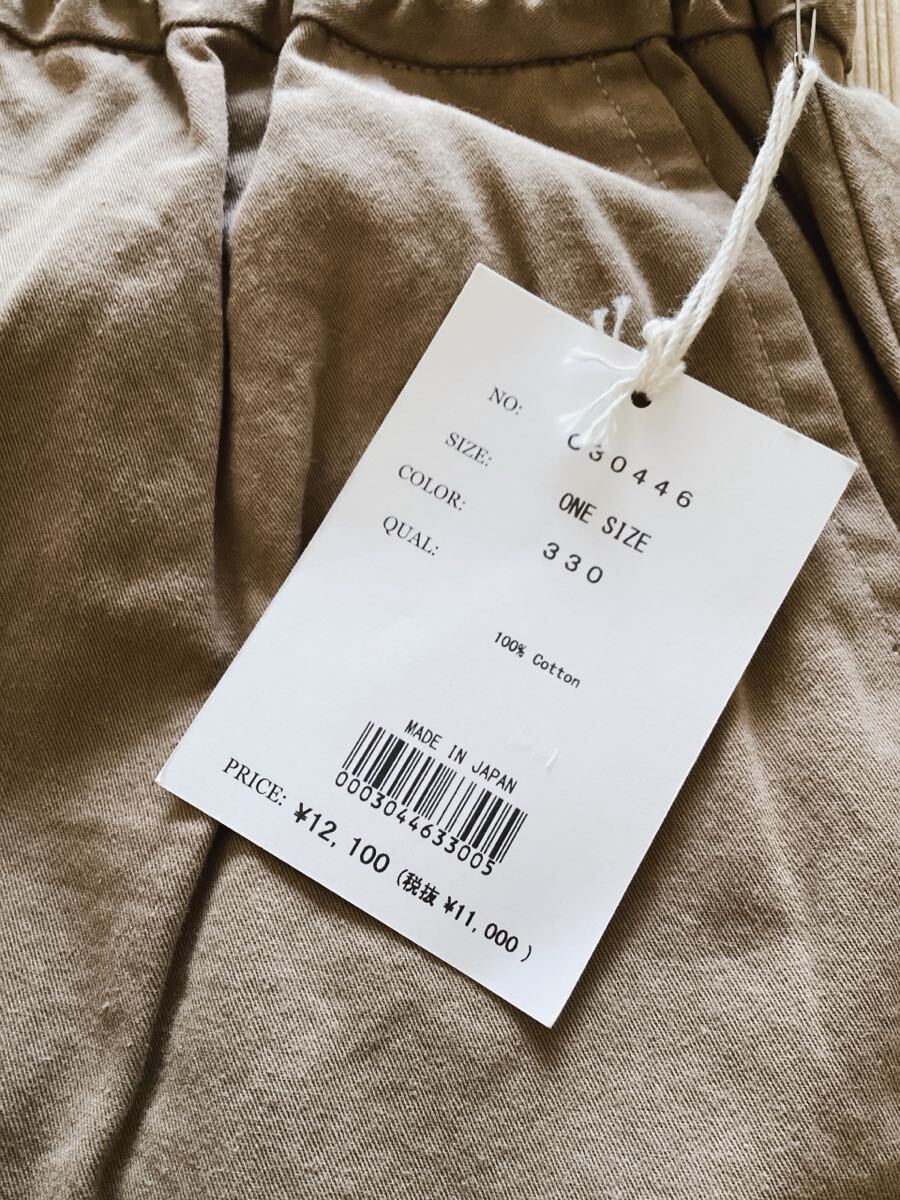 NO: 030446
SIZE: ONE SIZE
COLOR: 330
QUAL:
100% Cotton
MADE IN JAPAN
0003044633005
PRICE: ¥12,100 (税抜 ¥11,000)